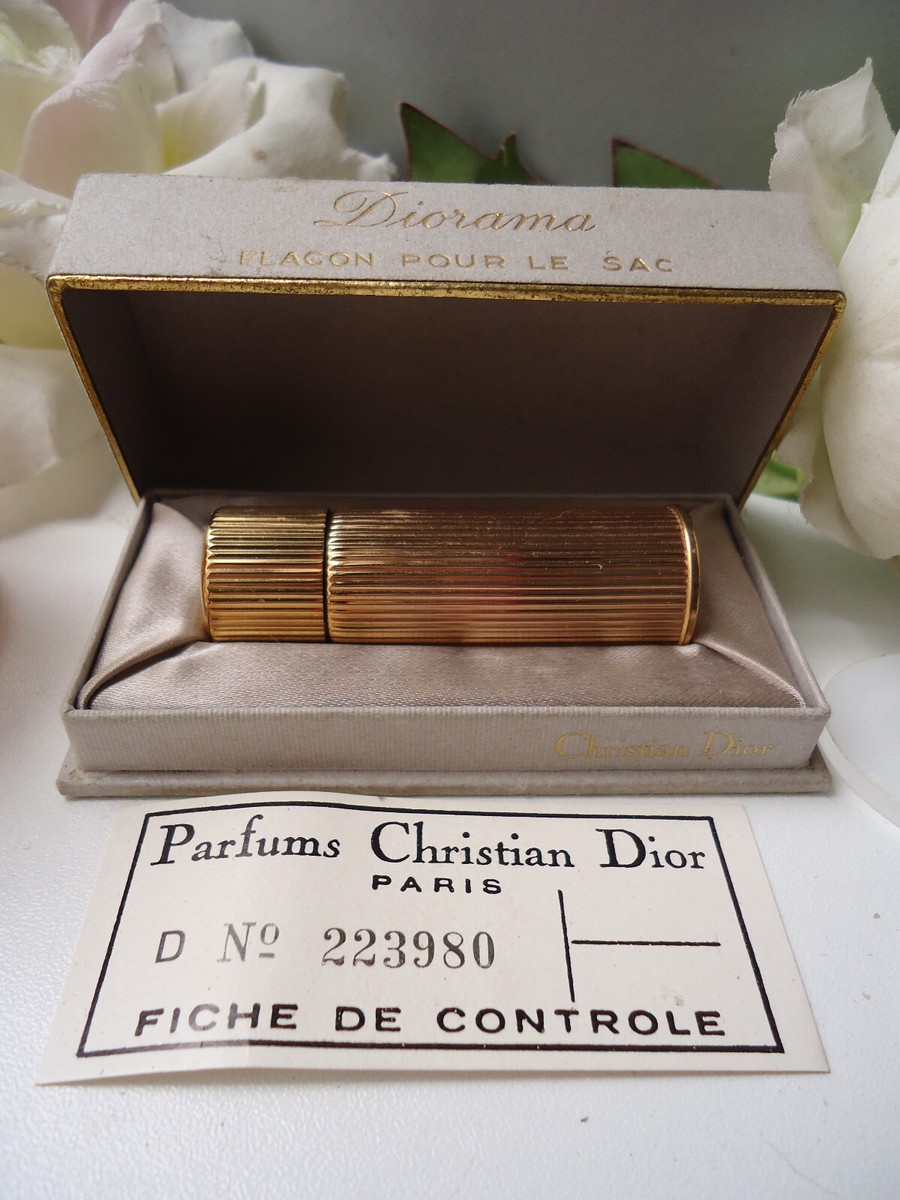 Diorama
FLACON POUR LE SAC
Christian Dior
Parfums Christian Dior
PARIS
D Nº 223980
FICHE DE CONTROLE